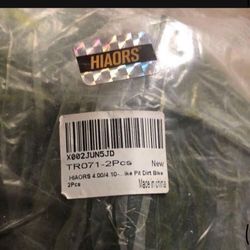 HIAORS
X002JUN5JD
TR071-2Pcs New
HIAORS 4.00/4.10-... ike Pit Dirt Bike
2Pcs
Made in china